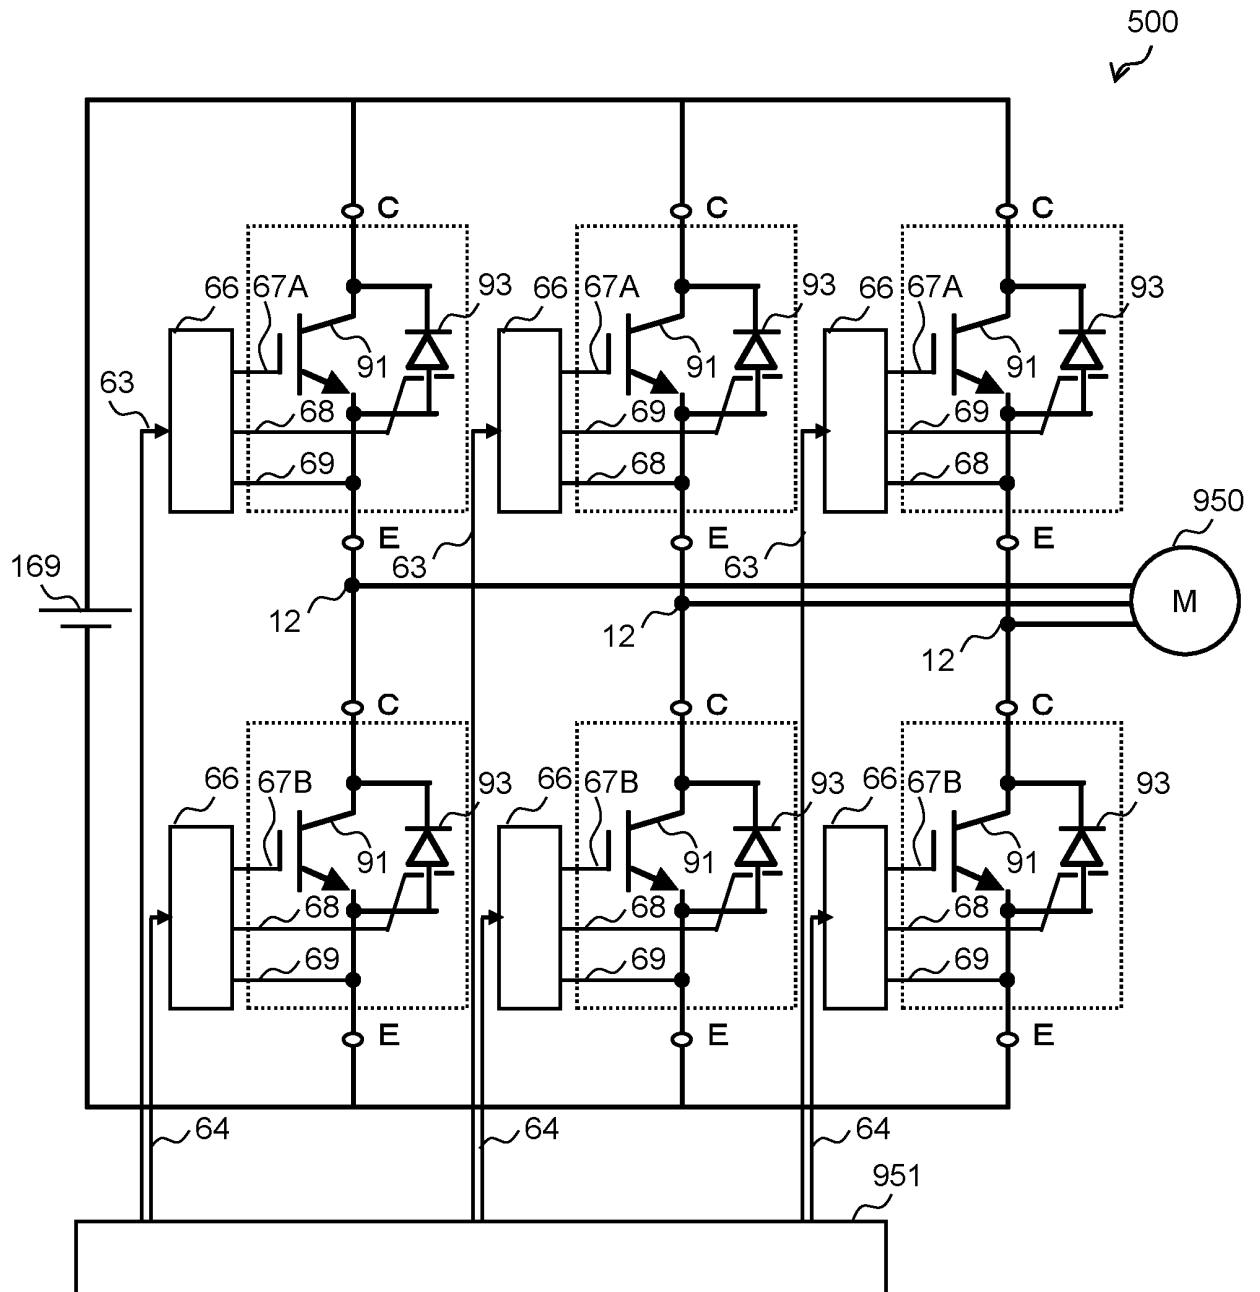 500
C C C
66 67A 93 66 67A 93 66 67A 93
91 91 91
63 68 69 69
69 68 68
950
E E E
169 63 63
M
12 12 12
C C C
66 67B 93 66 67B 93 66 67B 93
91 91 91
68 68 68
69 69 69
E E E
64 64 64
951